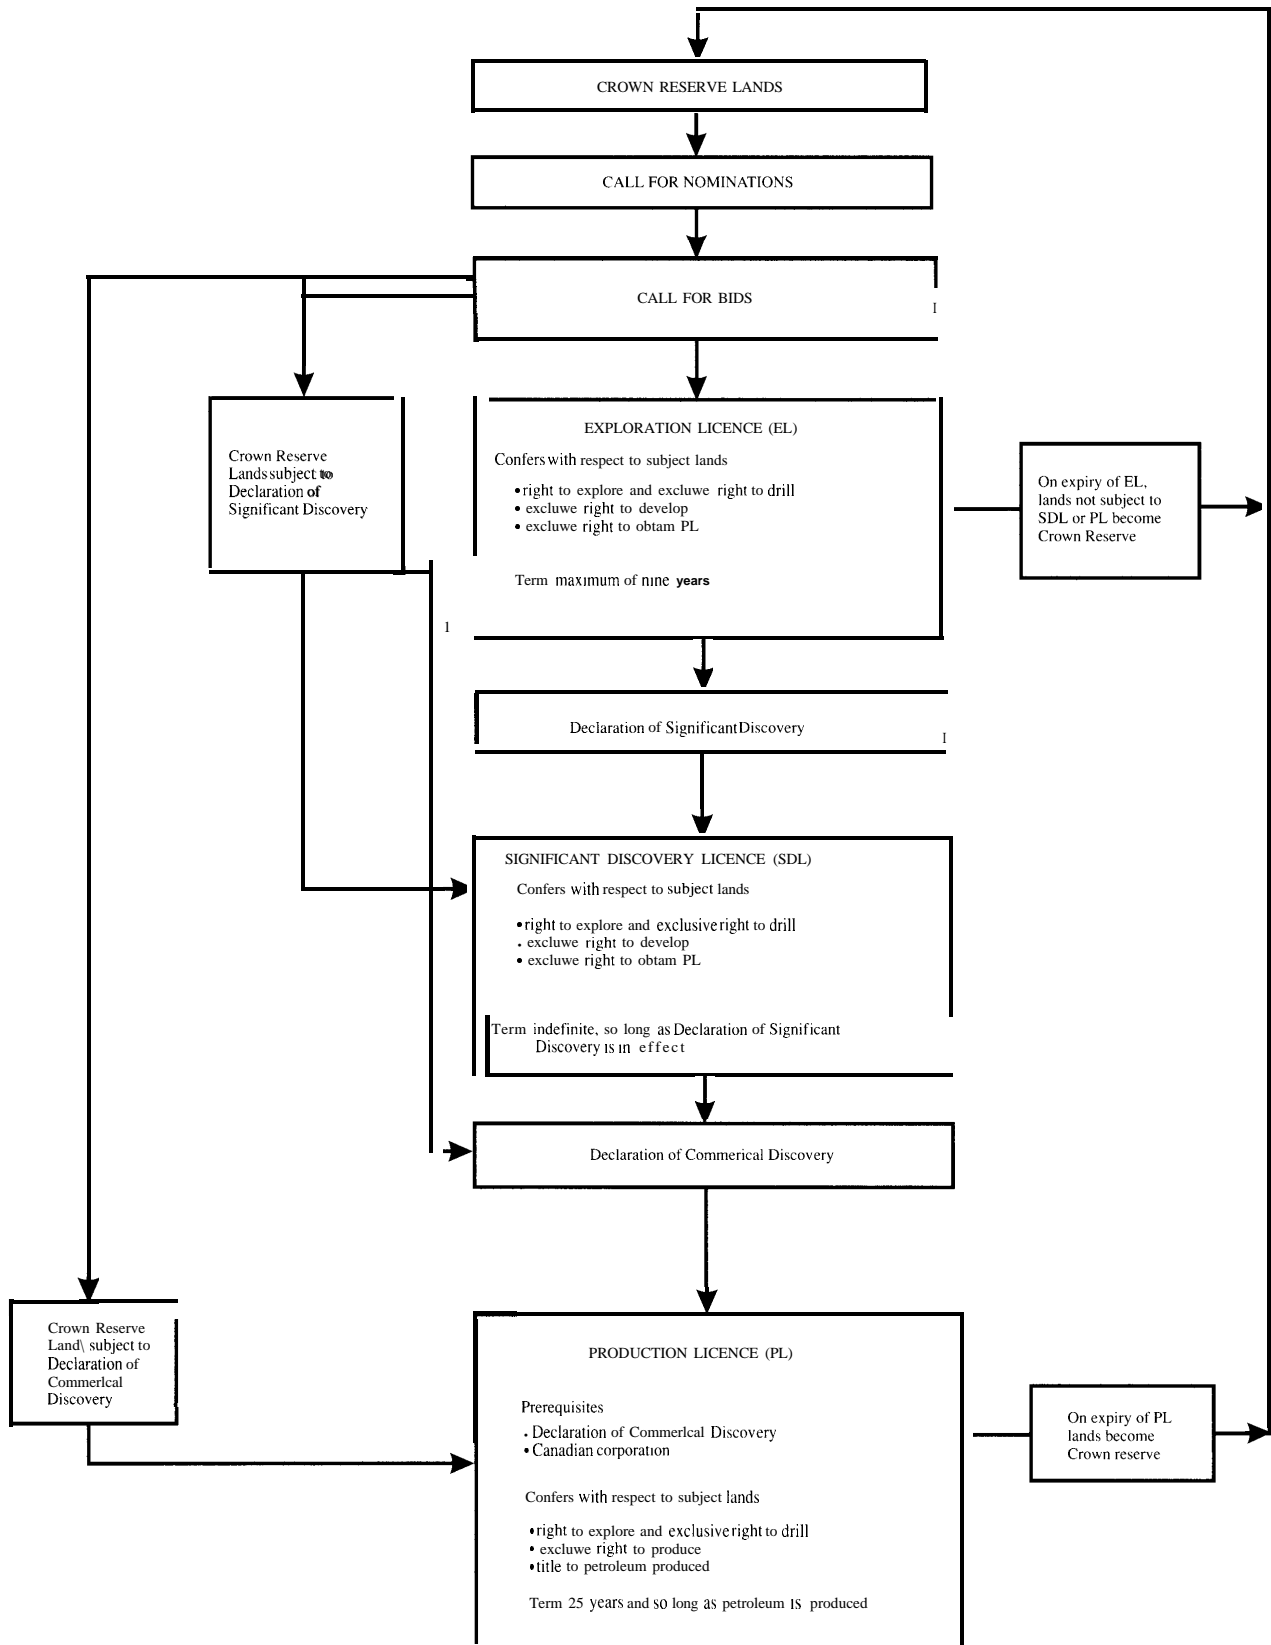 CROWN RESERVE LANDS
CALL FOR NOMINATIONS
CALL FOR BIDS
I
Crown Reserve
Lands subject to
Declaration of
Significant Discovery
EXPLORATION LICENCE (EL)
Confers with respect to subject lands
• right to explore and excluwe right to drill
• excluwe right to develop
• excluwe right to obtam PL
Term maximum of nine years
On expiry of EL,
lands not subject to
SDL or PL become
Crown Reserve
1
Declaration of Significant Discovery
I
SIGNIFICANT DISCOVERY LICENCE (SDL)
Confers with respect to subject lands
• right to explore and exclusive right to drill
. excluwe right to develop
• excluwe right to obtam PL
Term indefinite, so long as Declaration of Significant
Discovery is in effect
Declaration of Commerical Discovery
Crown Reserve
Land\ subject to
Declaration of
Commerlcal
Discovery
PRODUCTION LICENCE (PL)
Prerequisites
. Declaration of Commerlcal Discovery
• Canadian corporation
Confers with respect to subject lands
• right to explore and exclusive right to drill
• excluwe right to produce
• title to petroleum produced
Term 25 years and so long as petroleum is produced
On expiry of PL
lands become
Crown reserve